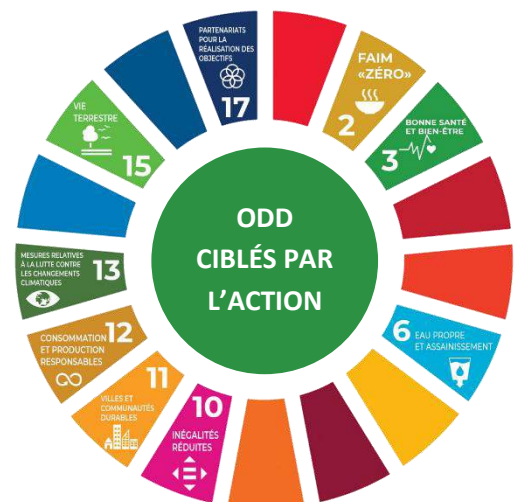 ODD
CIBLÉS PAR
L'ACTION
2
FAIM
«ZÉRO»
3
BONNE SANTÉ
ET BIEN-ÊTRE
6
EAU PROPRE
ET ASSAINISSEMENT
10
INÉGALITÉS
RÉDUITES
11
VILLES ET
COMMUNAUTÉS
DURABLES
12
CONSOMMATION
ET PRODUCTION
RESPONSABLES
13
MESURES RELATIVES
À LA LUTTE CONTRE
LES CHANGEMENTS
CLIMATIQUES
15
VIE
TERRESTRE
17
PARTENARIATS
POUR LA
RÉALISATION DES
OBJECTIFS